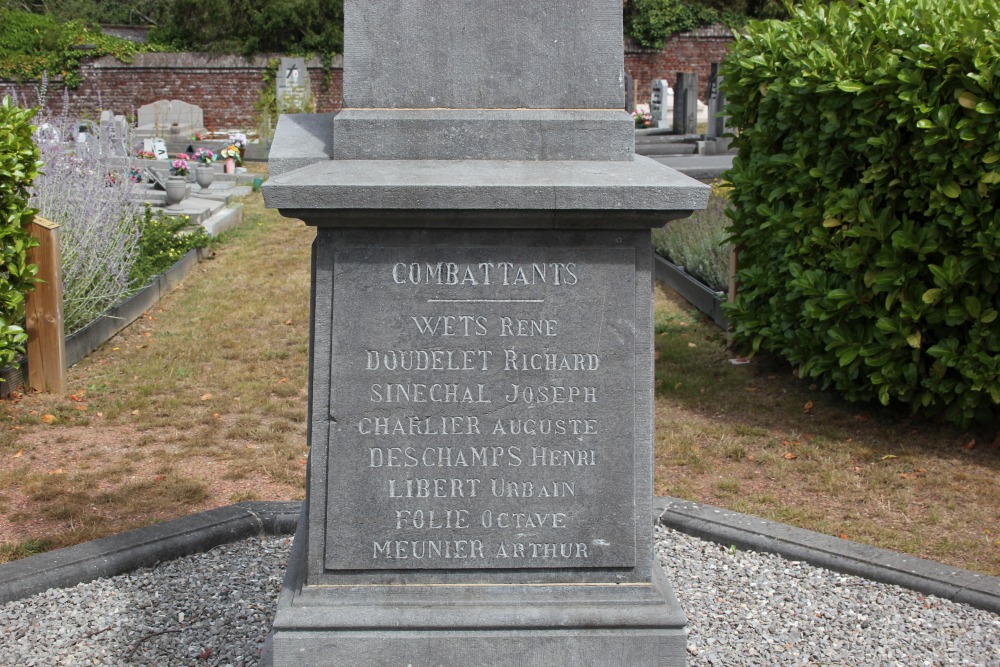 COMBATTANTS
WETS RENE
DOUDELET RICHARD
SINECHAL JOSEPH
CHARLIER AUGUSTE
DESCHAMPS HENRI
LIBERT URBAIN
FOLIE OCTAVE
MEUNIER ARTHUR